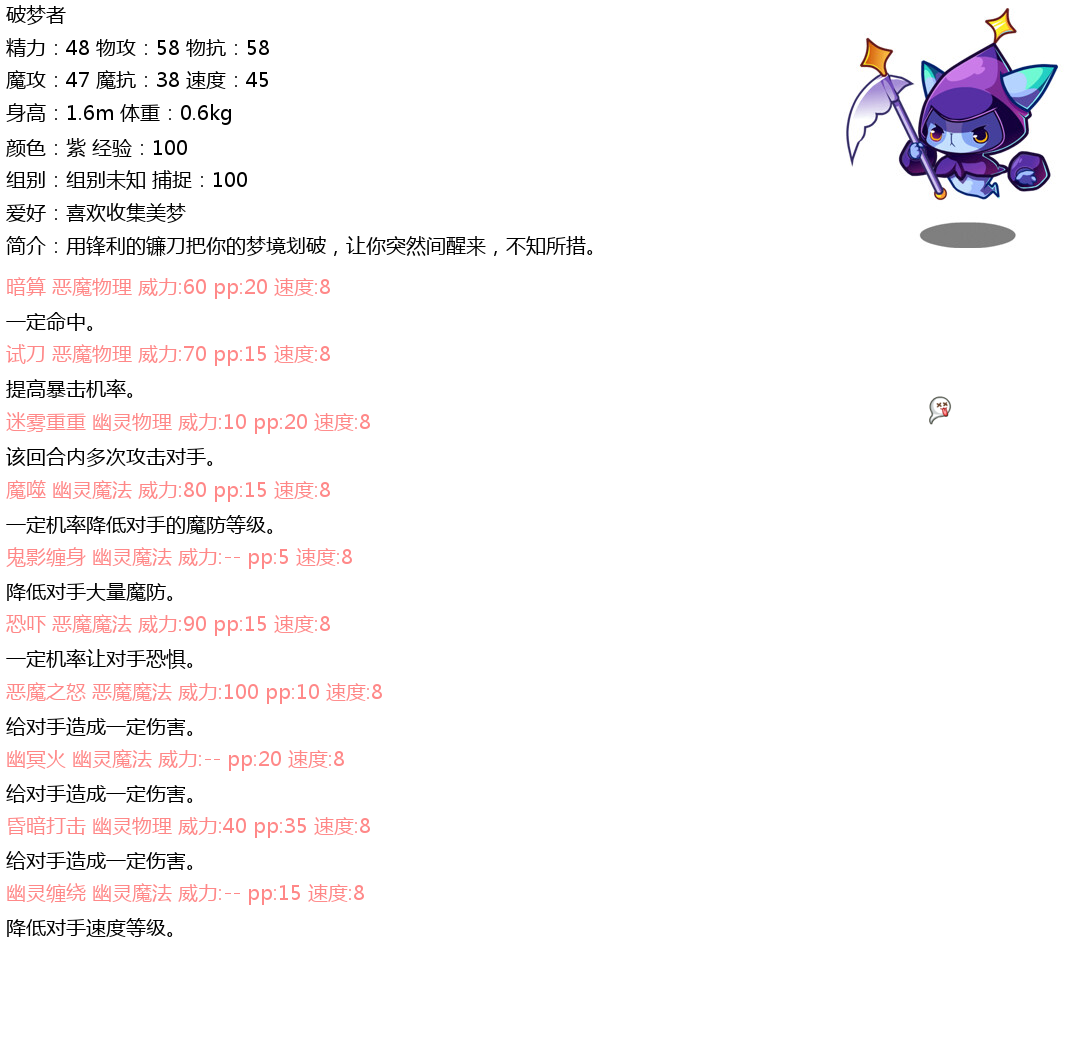 破梦者
精力：48 物攻：58 物抗：58
魔攻：47 魔抗：38 速度：45
身高：1.6m 体重：0.6kg
颜色：紫 经验：100
组别：组别未知 捕捉：100
爱好：喜欢收集美梦
简介：用锋利的镰刀把你的梦境划破，让你突然间醒来，不知所措。
暗算 恶魔物理 威力:60 pp:20 速度:8
一定命中。
试刀 恶魔物理 威力:70 pp:15 速度:8
提高暴击机率。
迷雾重重 幽灵物理 威力:10 pp:20 速度:8
该回合内多次攻击对手。
魔噬 幽灵魔法 威力:80 pp:15 速度:8
一定机率降低对手的魔防等级。
鬼影缠身 幽灵魔法 威力:-- pp:5 速度:8
降低对手大量魔防。
恐吓 恶魔魔法 威力:90 pp:15 速度:8
一定机率让对手恐惧。
恶魔之怒 恶魔魔法 威力:100 pp:10 速度:8
给对手造成一定伤害。
幽冥火 幽灵魔法 威力:-- pp:20 速度:8
给对手造成一定伤害。
昏暗打击 幽灵物理 威力:40 pp:35 速度:8
给对手造成一定伤害。
幽灵缠绕 幽灵魔法 威力:-- pp:15 速度:8
降低对手速度等级。